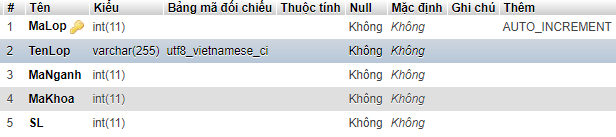 # Tên Kiểu Bảng mã đối chiếu Thuộc tính Null Mặc định Ghi chú Thêm
1 MaLop int(11) Không Không AUTO_INCREMENT
2 TenLop varchar(255) utf8_vietnamese_ci Không Không
3 MaNganh int(11) Không Không
4 MaKhoa int(11) Không Không
5 SL int(11) Không Không